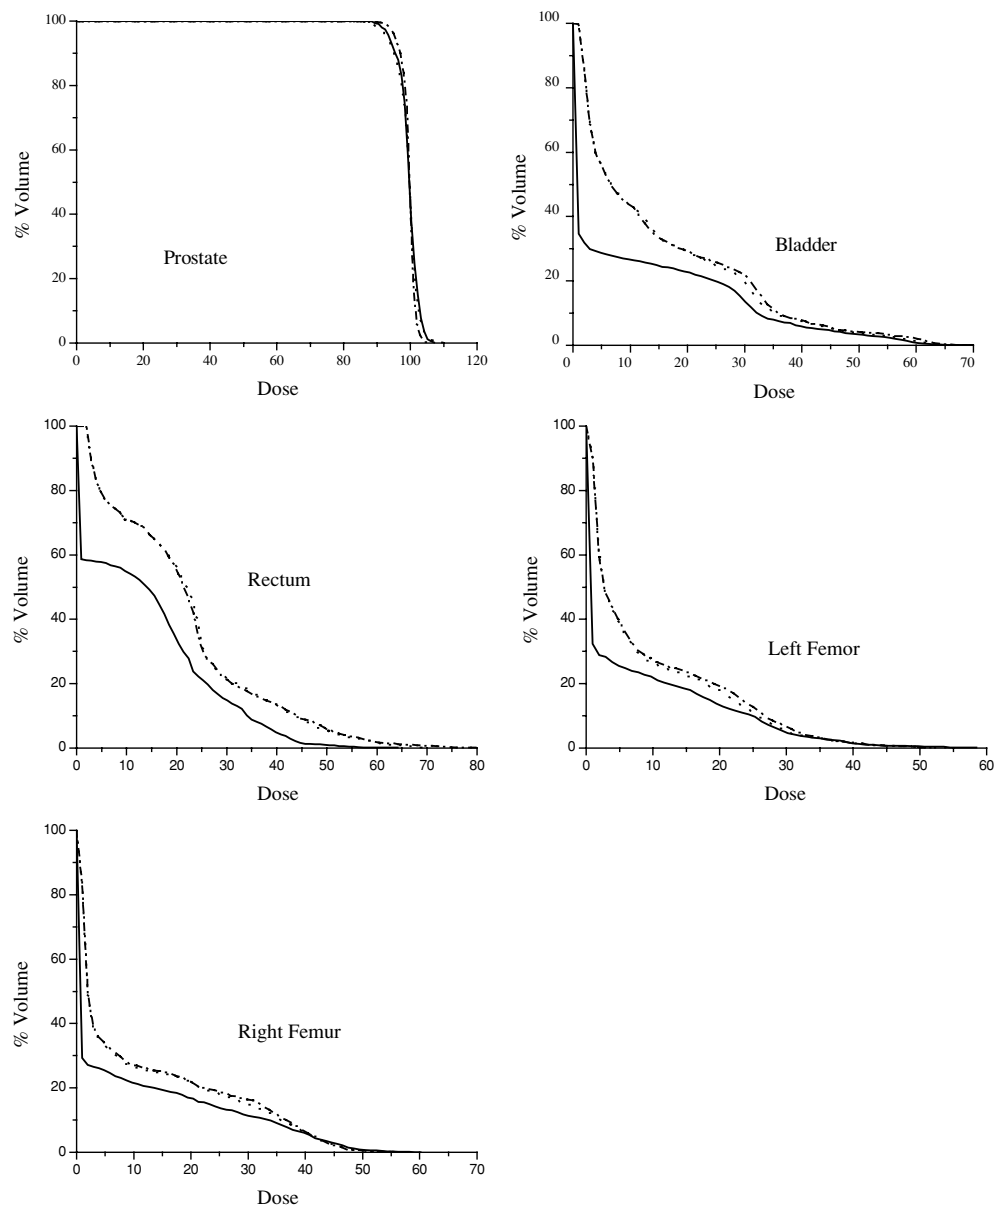 100
80
60
40
20
0
% Volume
Prostate
0 20 40 60 80 100 120
Dose
100
80
60
40
20
0
% Volume
Bladder
0 10 20 30 40 50 60 70
Dose
100
80
60
40
20
0
% Volume
Rectum
0 10 20 30 40 50 60 70 80
Dose
100
80
60
40
20
0
% Volume
Left Femor
0 10 20 30 40 50 60
Dose
100
80
60
40
20
0
% Volume
Right Femur
0 10 20 30 40 50 60 70
Dose